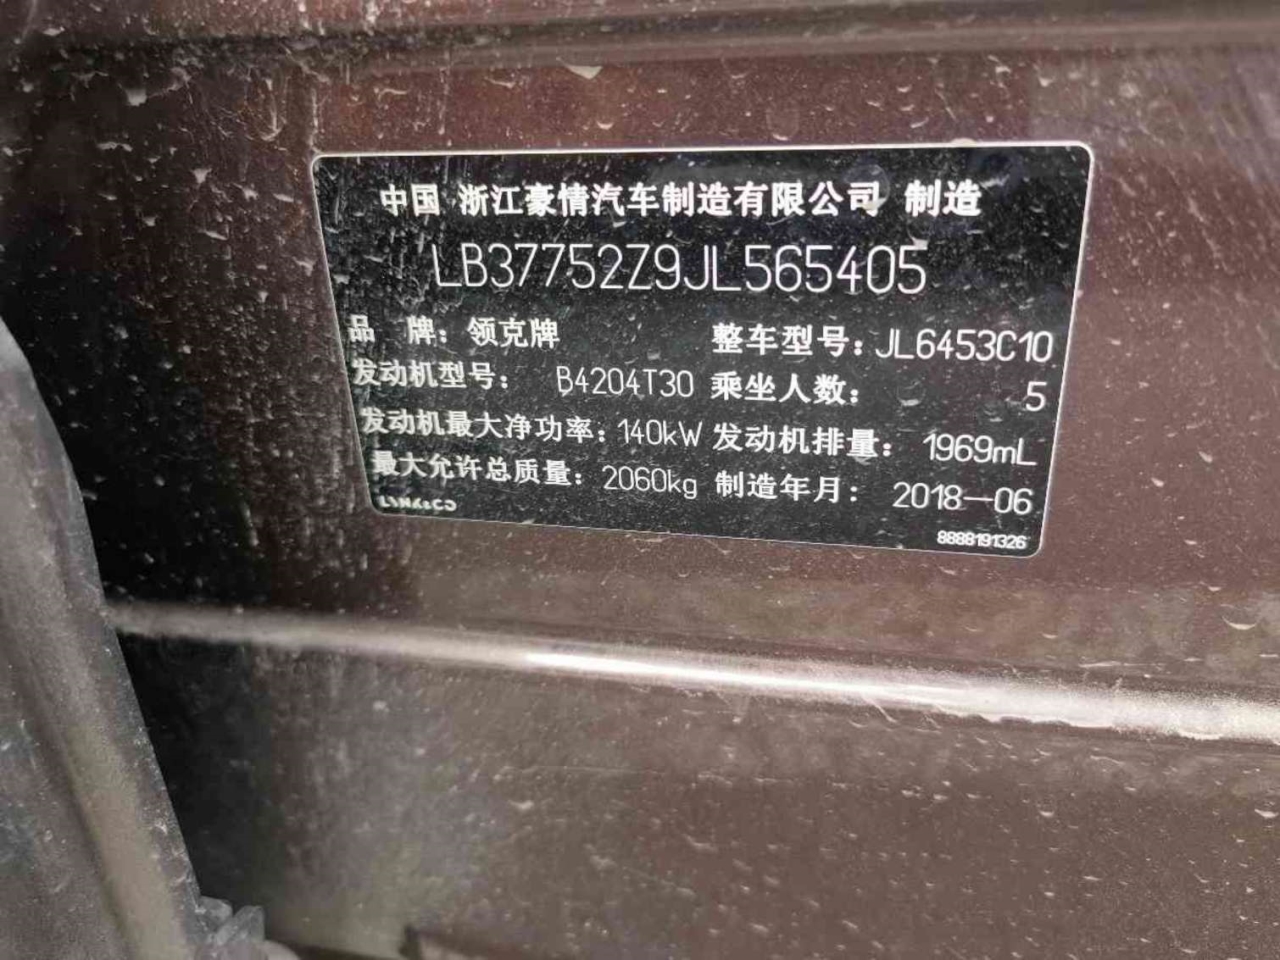 中国 浙江豪情汽车制造有限公司 制造
LB37752Z9JL565405
品 牌：领克牌 整车型号：JL6453C10
发动机型号： B4204T30 乘坐人数： 5
发动机最大净功率：140kW 发动机排量： 1969mL
最大允许总质量：2060kg 制造年月： 2018-06
LYNK&CO
8888191326